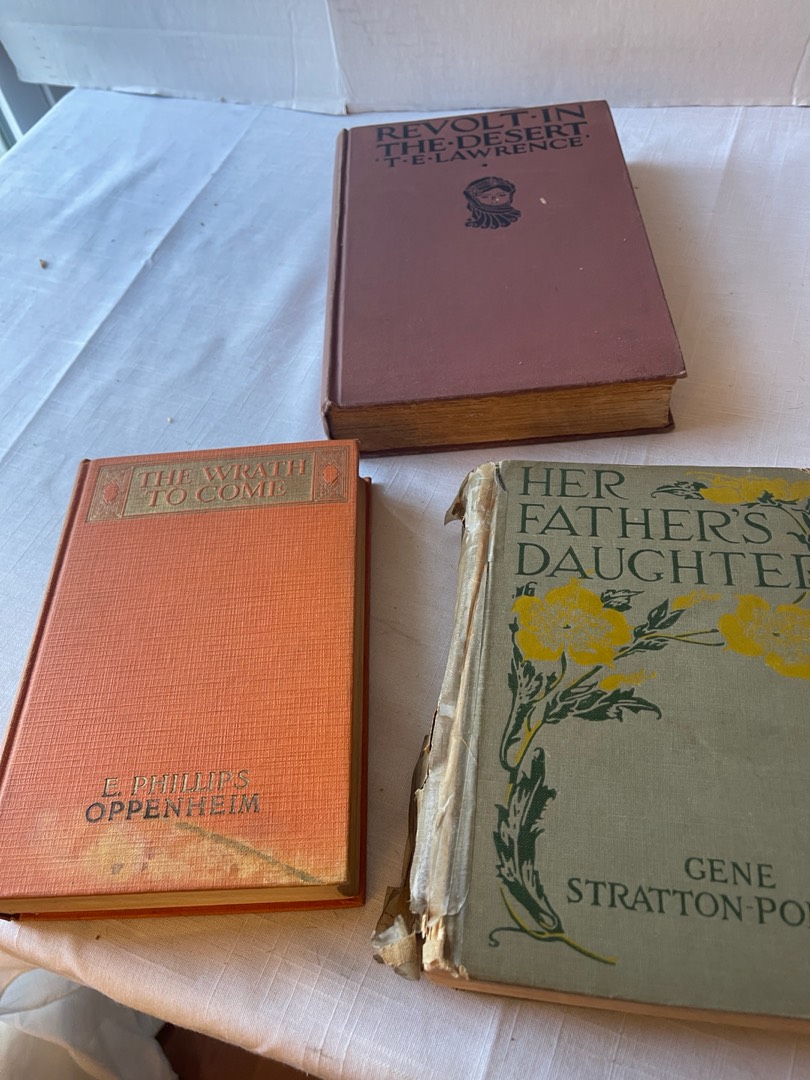 REVOLT·IN
THE·DESERT·
·T·E·LAWRENCE·
THE WRATH
TO COME
E. PHILLIPS
OPPENHEIM
HER
FATHER'S
DAUGHTER
GENE
STRATTON-PO